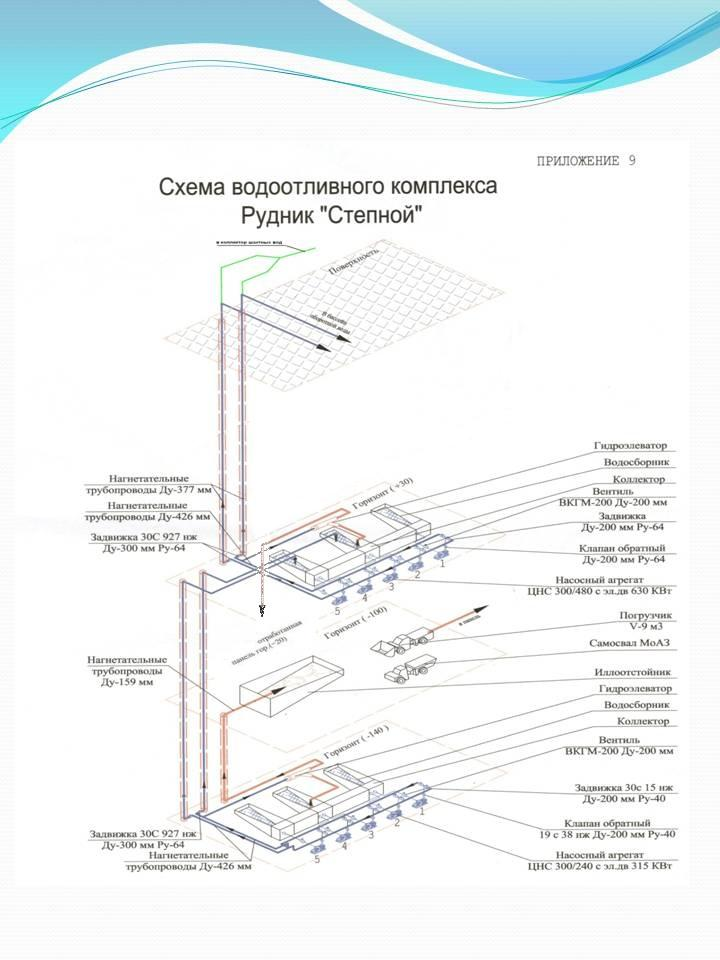 ПРИЛОЖЕНИЕ 9
Схема водоотливного комплекса
Рудник "Степной"
в коллектор шахтных вод
Поверхность
В бассейн
оборотной воды
Нагнетательные
трубопроводы Ду-377 мм
Нагнетательные
трубопроводы Ду-426 мм
Задвижка 30С 927 нж
Ду-300 мм Ру-64
Горизонт ( +30)
Гидроэлеватор
Водосборник
Коллектор
Вентиль
ВКГМ-200 Ду-200 мм
Задвижка
Ду-200 мм Ру-64
Клапан обратный
Ду-200 мм Ру-64
Насосный агрегат
ЦНС 300/480 с эл.дв 630 КВт
1
2
3
4
5
отработанная
панель гор.(-20)
Горизонт ( -100)
в панель
Погрузчик
V-9 м3
Самосвал МоАЗ
Нагнетательные
трубопроводы
Ду-159 мм
Иллоотстойник
Гидроэлеватор
Водосборник
Коллектор
Вентиль
ВКГМ-200 Ду-200 мм
Горизонт ( -140)
Задвижка 30с 15 нж
Ду-200 мм Ру-40
Клапан обратный
19 с 38 нж Ду-200 мм Ру-40
Насосный агрегат
ЦНС 300/240 с эл.дв 315 КВт
1
2
3
4
5
Задвижка 30С 927 нж
Ду-300 мм Ру-64
Нагнетательные
трубопроводы Ду-426 мм